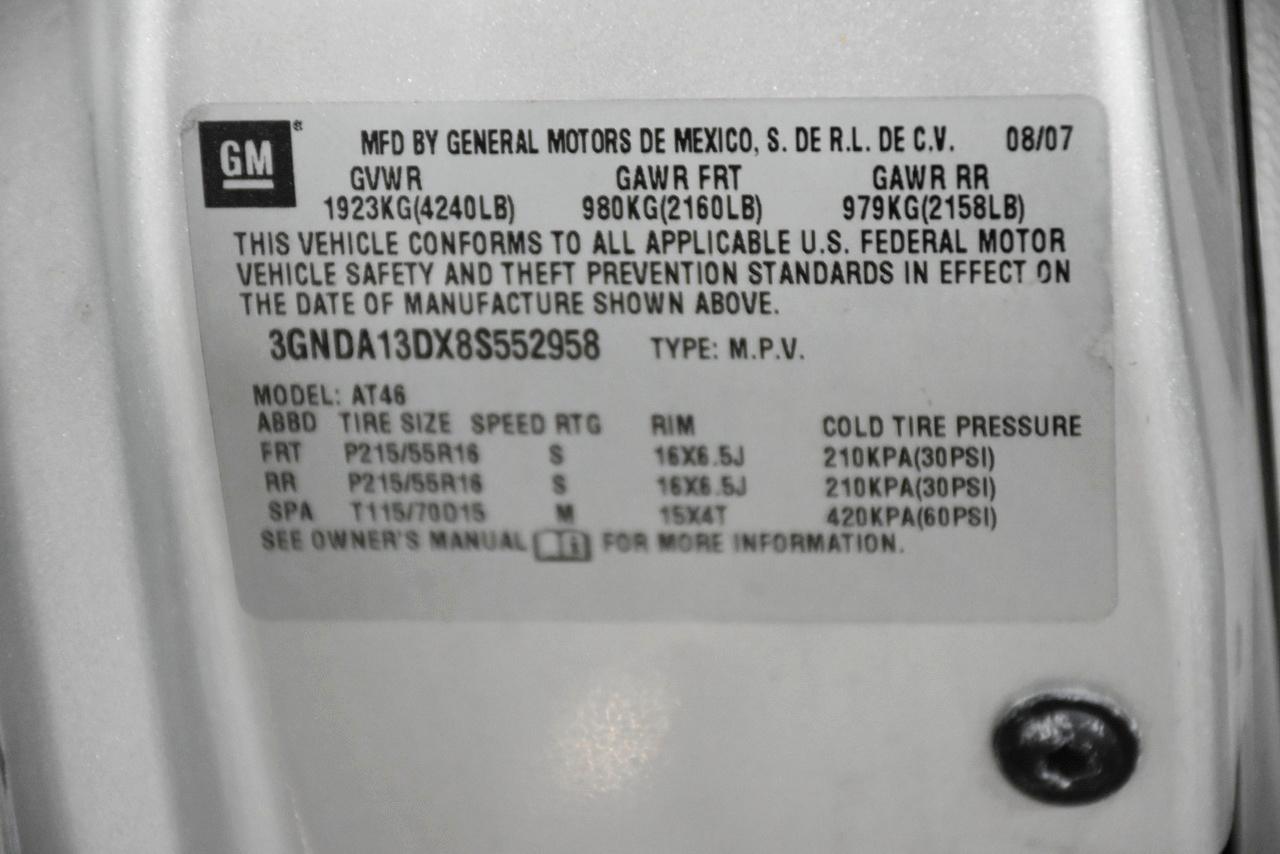 GM®
MFD BY GENERAL MOTORS DE MEXICO, S. DE R.L. DE C.V. 08/07
GVWR GAWR FRT GAWR RR
1923KG(4240LB) 980KG(2160LB) 979KG(2158LB)
THIS VEHICLE CONFORMS TO ALL APPLICABLE U.S. FEDERAL MOTOR
VEHICLE SAFETY AND THEFT PREVENTION STANDARDS IN EFFECT ON
THE DATE OF MANUFACTURE SHOWN ABOVE.
3GNDA13DX8S552958 TYPE: M.P.V.
MODEL: AT46
ABBD TIRE SIZE SPEED RTG RIM COLD TIRE PRESSURE
FRT P215/55R16 S 16X6.5J 210KPA(30PSI)
RR P215/55R16 S 16X6.5J 210KPA(30PSI)
SPA T115/70D15 M 15X4T 420KPA(60PSI)
SEE OWNER'S MANUAL i FOR MORE INFORMATION.